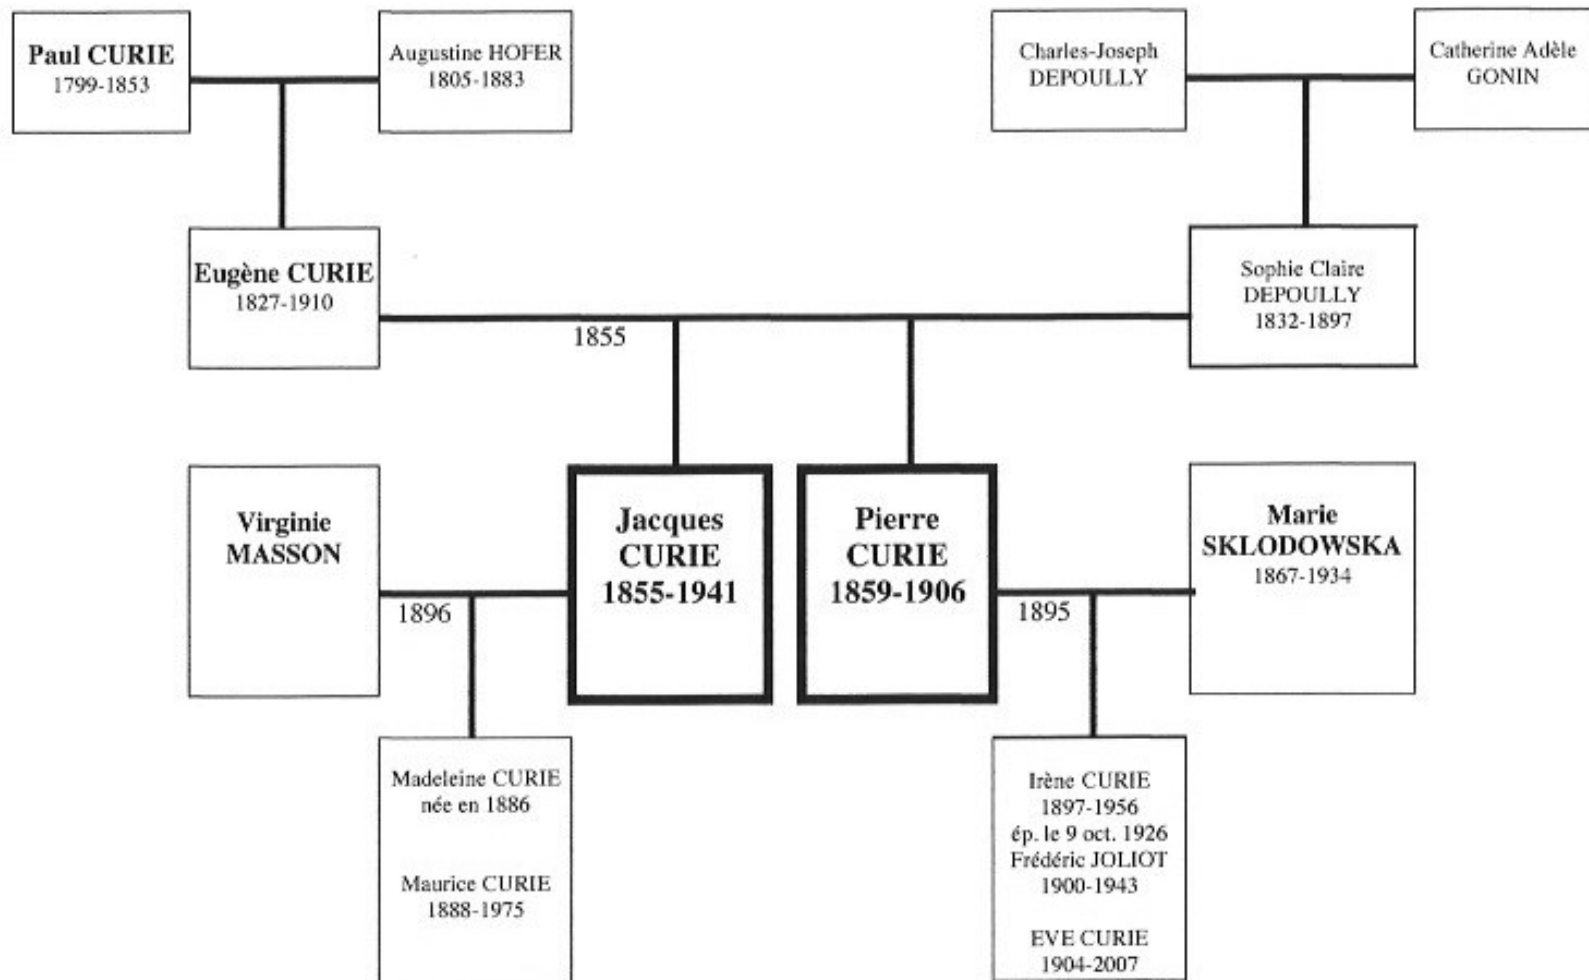 Paul CURIE
1799-1853
Augustine HOFER
1805-1883
Charles-Joseph
DEPOULLY
Catherine Adèle
GONIN
Eugène CURIE
1827-1910
1855
Sophie Claire
DEPOULLY
1832-1897
Virginie
MASSON
1896
Jacques
CURIE
1855-1941
Pierre
CURIE
1859-1906
1895
Marie
SKLODOWSKA
1867-1934
Madeleine CURIE
née en 1886
Maurice CURIE
1888-1975
Irène CURIE
1897-1956
ép. le 9 oct. 1926
Frédéric JOLIOT
1900-1943
EVE CURIE
1904-2007